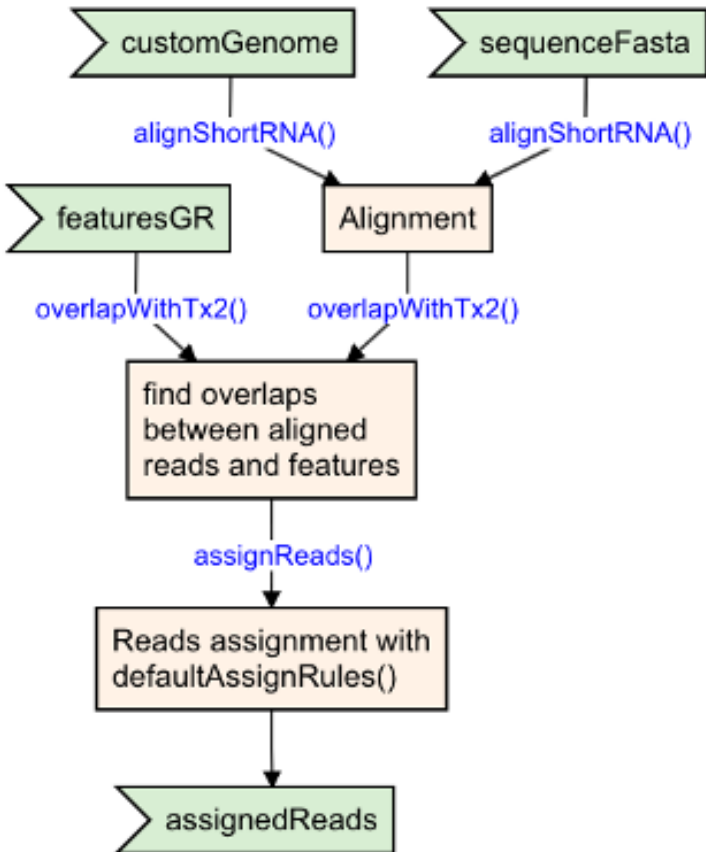 customGenome
sequenceFasta
alignShortRNA()
alignShortRNA()
featuresGR
Alignment
overlapWithTx2()
overlapWithTx2()
find overlaps
between aligned
reads and features
assignReads()
Reads assignment with
defaultAssignRules()
assignedReads